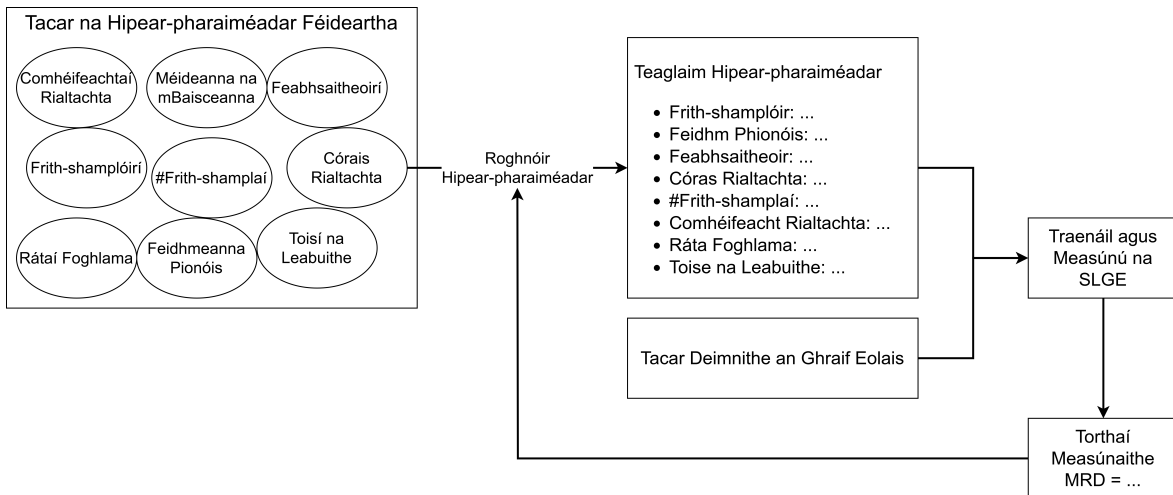 Tacar na Hipear-pharaiméadar Féideartha
Comhéifeachtaí
Rialtachta
Méideanna na
mBaisceanna
Feabhsaitheoirí
Frith-shamplóirí
#Frith-shamplaí
Córais
Rialtachta
Rátaí Foghlama
Feidhmeanna
Pionóis
Toisí na
Leabuithe
Roghnóir
Hipear-pharaiméadar
Teaglaim Hipear-pharaiméadar
• Frith-shamplóir: ...
• Feidhm Phionóis: ...
• Feabhsaitheoir: ...
• Córas Rialtachta: ...
• #Frith-shamplaí: ...
• Comhéifeacht Rialtachta: ...
• Ráta Foghlama: ...
• Toise na Leabuithe: ...
Tacar Deimnithe an Ghraif Eolais
Traenáil agus
Measúnú na
SLGE
Torthaí
Measúnaithe
MRD = ...